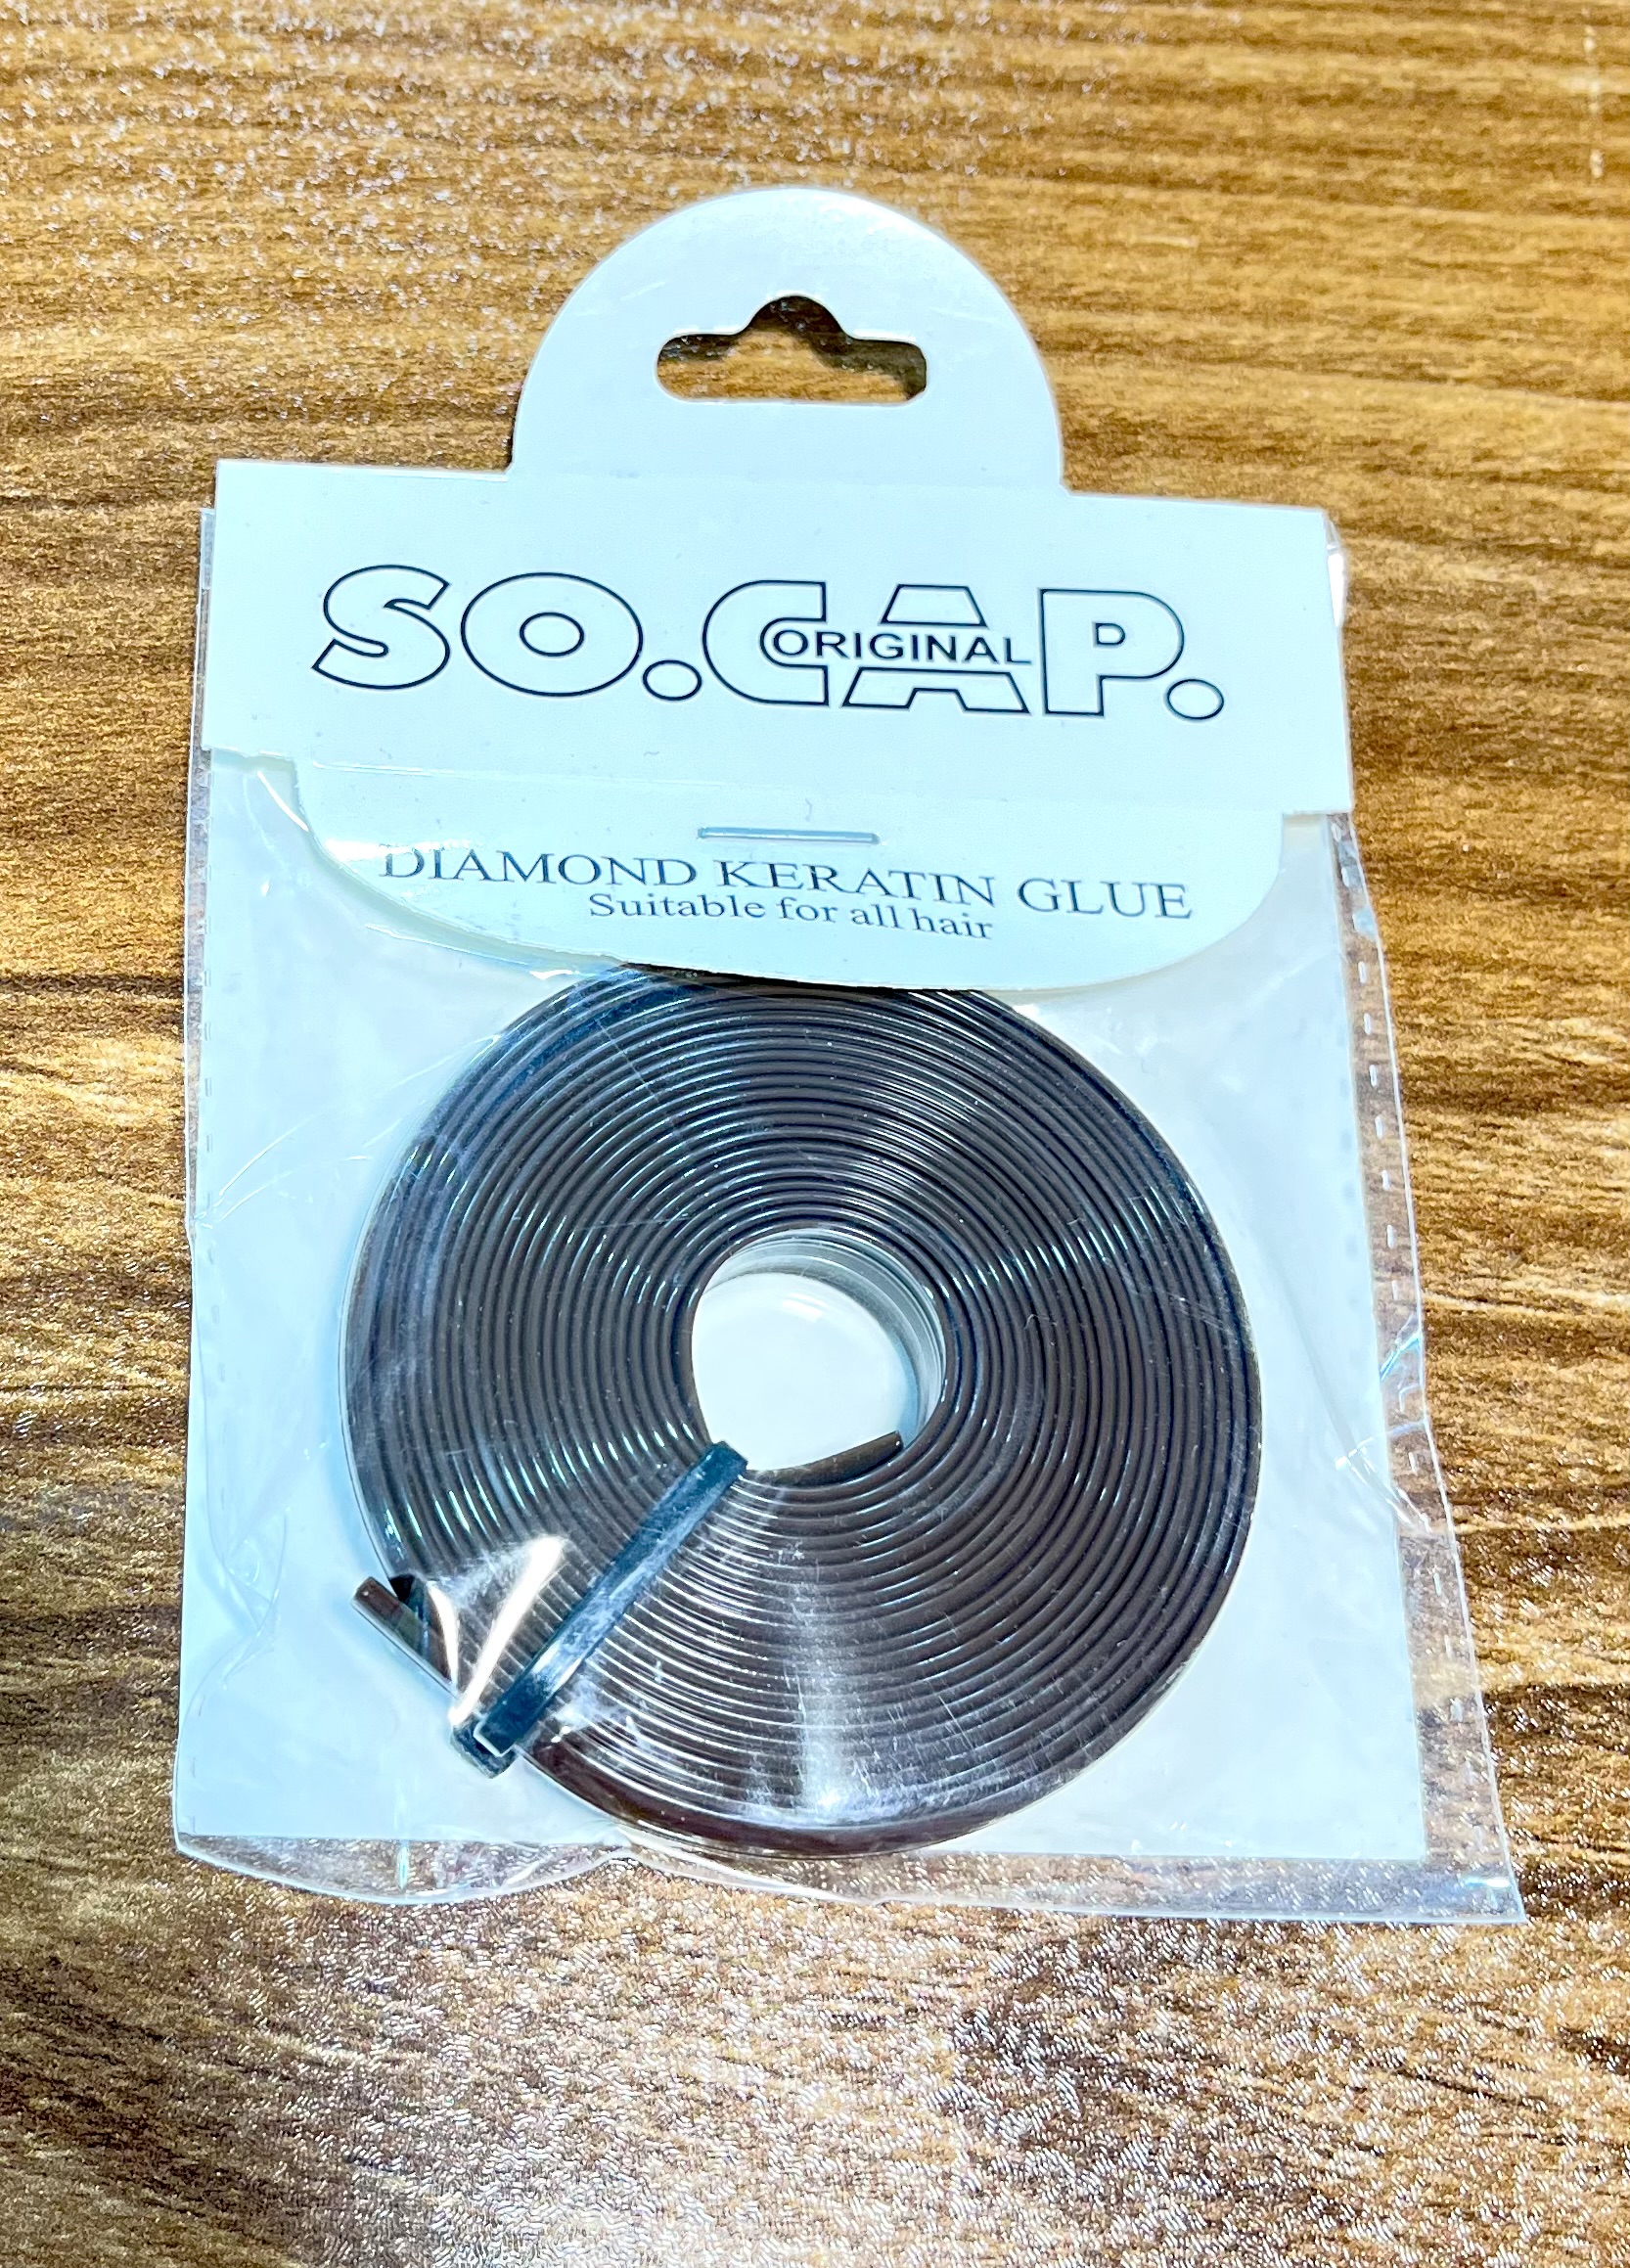 SO.CAP.
ORIGINAL
DIAMOND KERATIN GLUE
Suitable for all hair